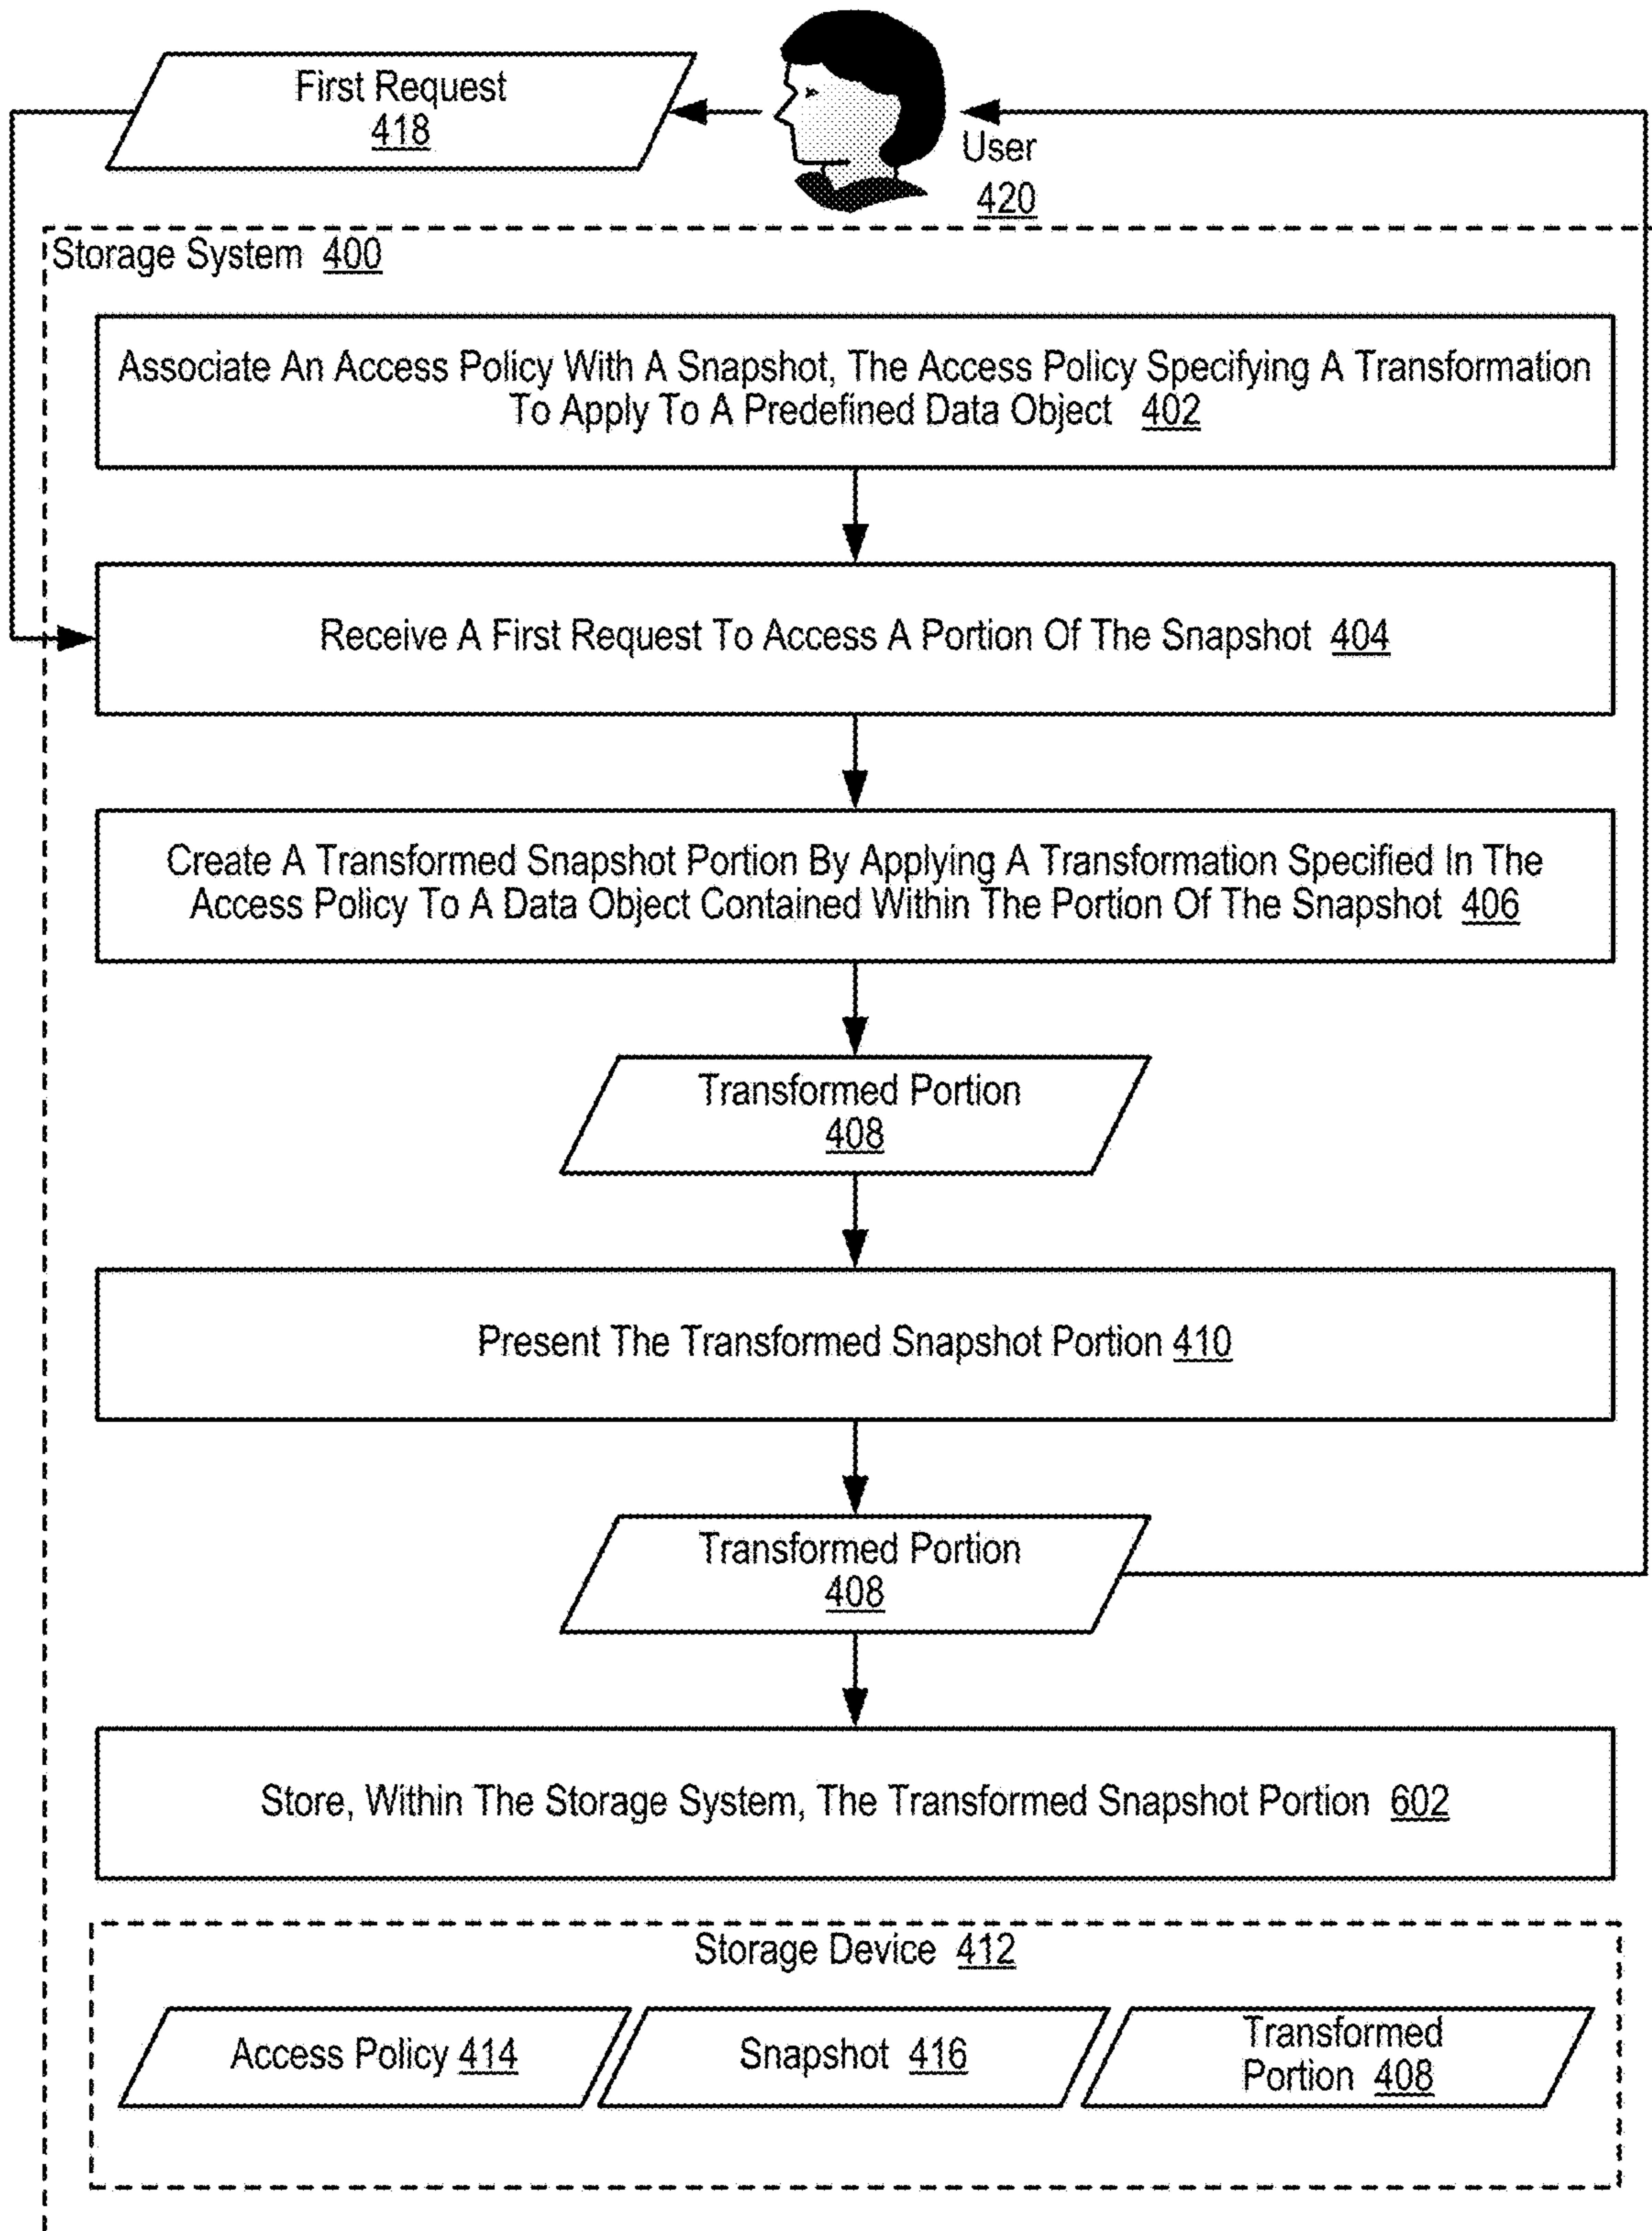 First Request
418
User
420
Storage System 400
Associate An Access Policy With A Snapshot, The Access Policy Specifying A Transformation
To Apply To A Predefined Data Object 402
Receive A First Request To Access A Portion Of The Snapshot 404
Create A Transformed Snapshot Portion By Applying A Transformation Specified In The
Access Policy To A Data Object Contained Within The Portion Of The Snapshot 406
Transformed Portion
408
Present The Transformed Snapshot Portion 410
Transformed Portion
408
Store, Within The Storage System, The Transformed Snapshot Portion 602
Storage Device 412
Access Policy 414
Snapshot 416
Transformed
Portion 408